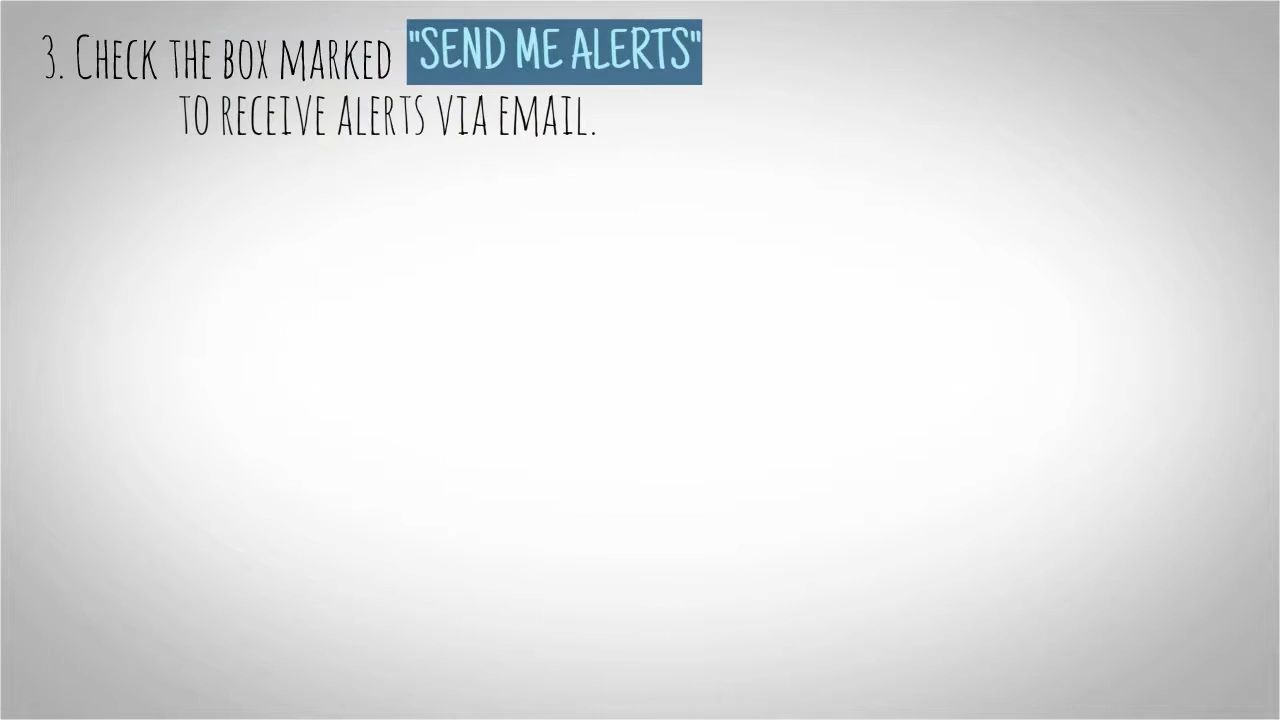 3. Check the box marked "SEND ME ALERTS"
to receive alerts via email.